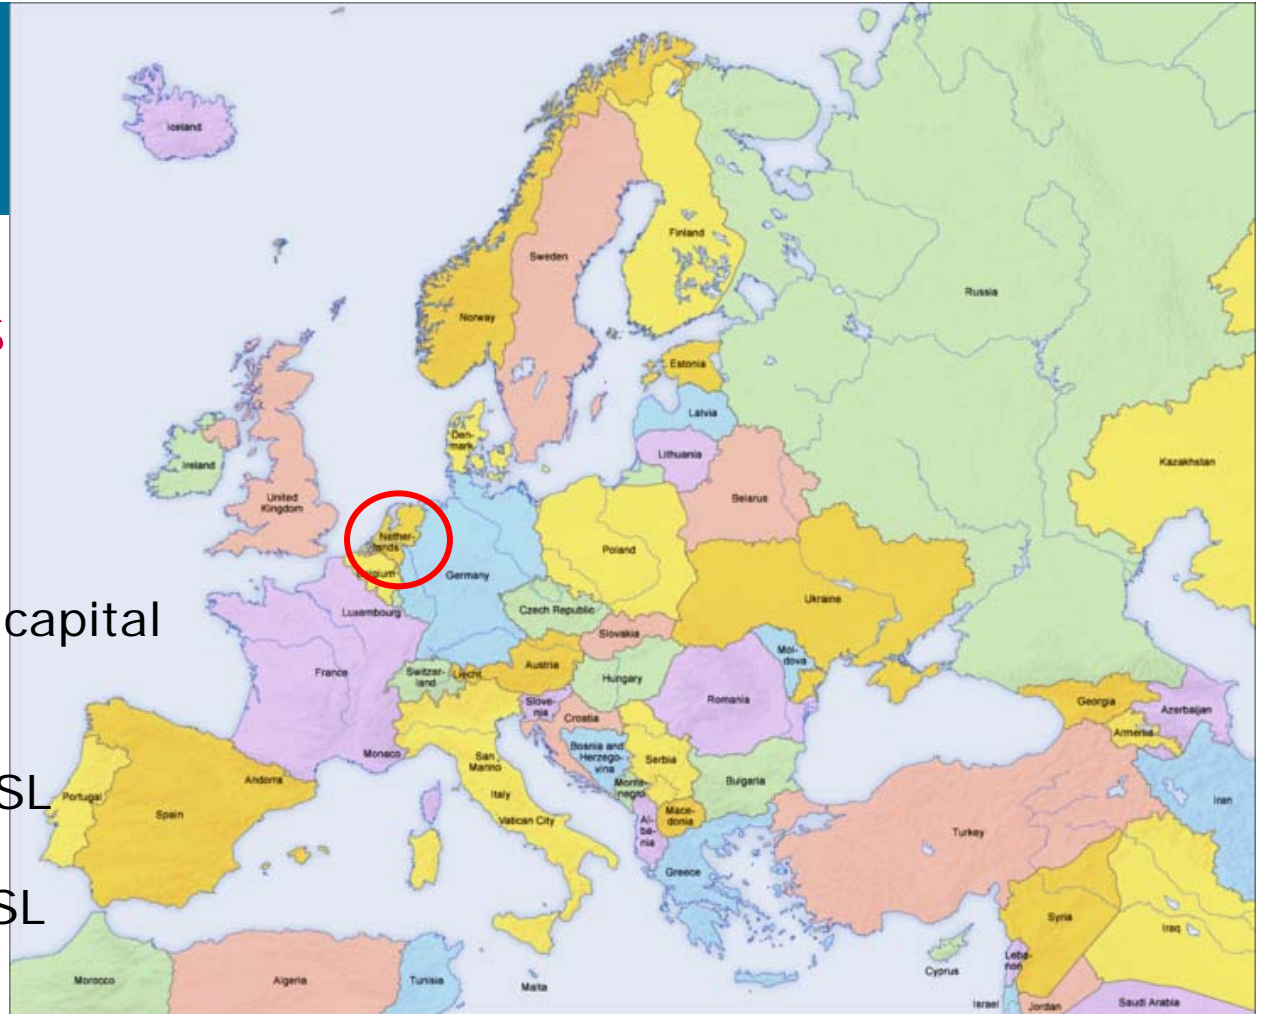 Iceland
Finland
Sweden
Russia
s
Norway
Estonia
Latvia
Den-
mark
Lithuania
Kazakhstan
Ireland
United
Kingdom
Belarus
Nether-
lands
Poland
Germany
Ukraine
Czech Republic
capital
Luxembourg
Slovakia
Mol-
dova
Austria
France
Switzer-
land
Liecht
Hungary
Romania
Georgia
Azerbaijan
Slove-
nia
Croatia
Armenia
Monaco
San
Marino
Bosnia and
Herzego-
vina
Serbia
Andorra
Monte-
negro
Bulgaria
SL
Portugal
Italy
Iran
Spain
Vatican City
Al-
ba-
nia
Mace-
donia
Turkey
Greece
SL
Syria
Iraq
Leba-
non
Cyprus
Morocco
Algeria
Tunisia
Malta
Israel
Jordan
Saudi Arabia